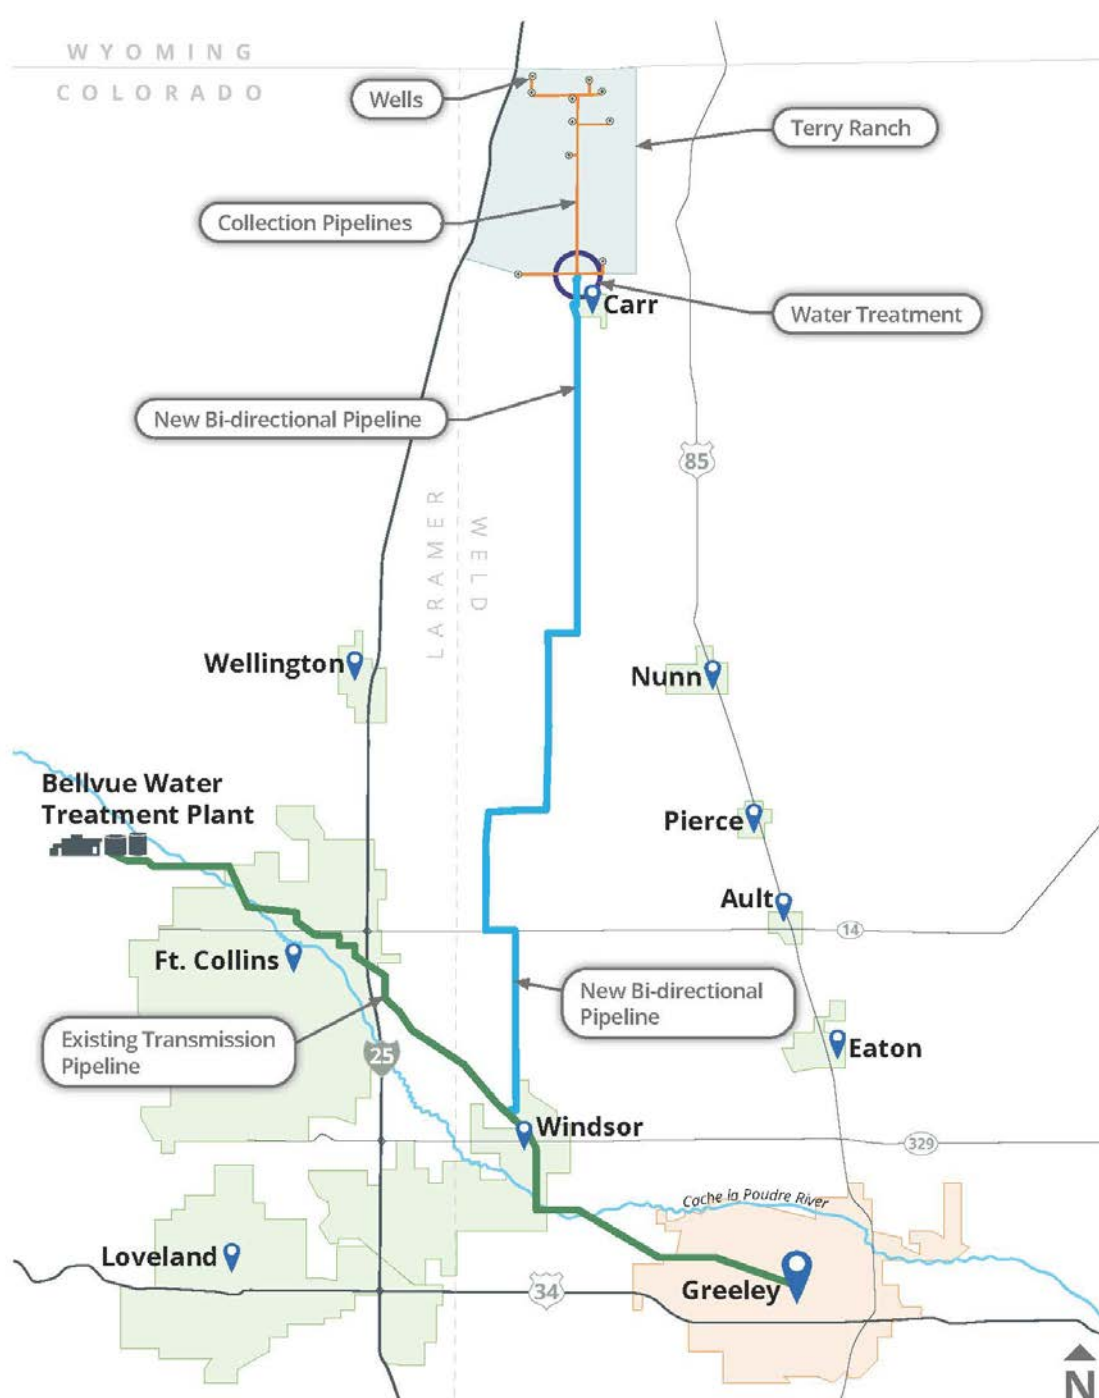 WYOMING
COLORADO
Wells
Terry Ranch
Collection Pipelines
Carr
Water Treatment
New Bi-directional Pipeline
85
LARAMER
WELD
Wellington
Nunn
Bellvue Water
Treatment Plant
Pierce
Ault
14
Ft. Collins
New Bi-directional
Pipeline
Existing Transmission
Pipeline
25
Eaton
Windsor
329
Cache la Poudre River
Loveland
34
Greeley
N